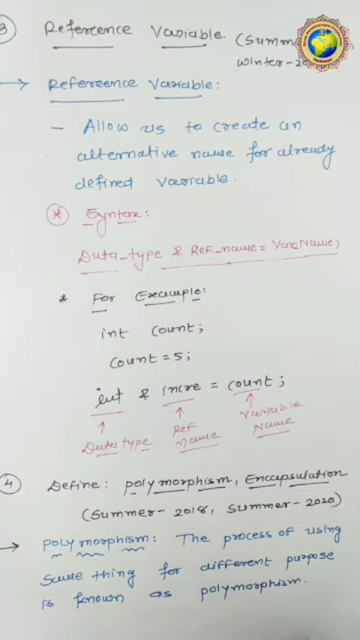 3 Reference Variable. (Summ
Winter-20
→ Refereence Variable:
- Allow us to create an
alternative name for already
defined variable.
* Syntax:
Data_type & Ref_name = Var_Name;
* For Example:
int count;
count = 5;
int & incre = count;
Data type Ref. name Variable Name
4 Define: polymorphism, Encapsulation
(Summer-2018, Summer-2020)
→ polymorphism: The process of using
same thing for different purpose
is known as polymorphism.